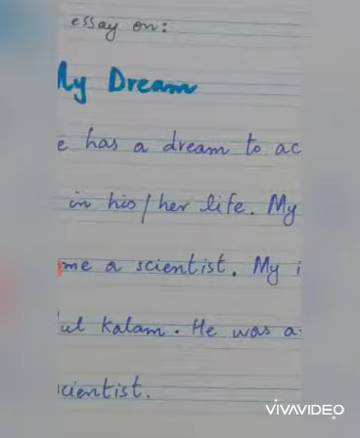 essay on:
My Dream
e has a dream to ac
in his/her life. My
me a scientist. My i
ul Kalam. He was a
cientist.
VIVAVIDEO